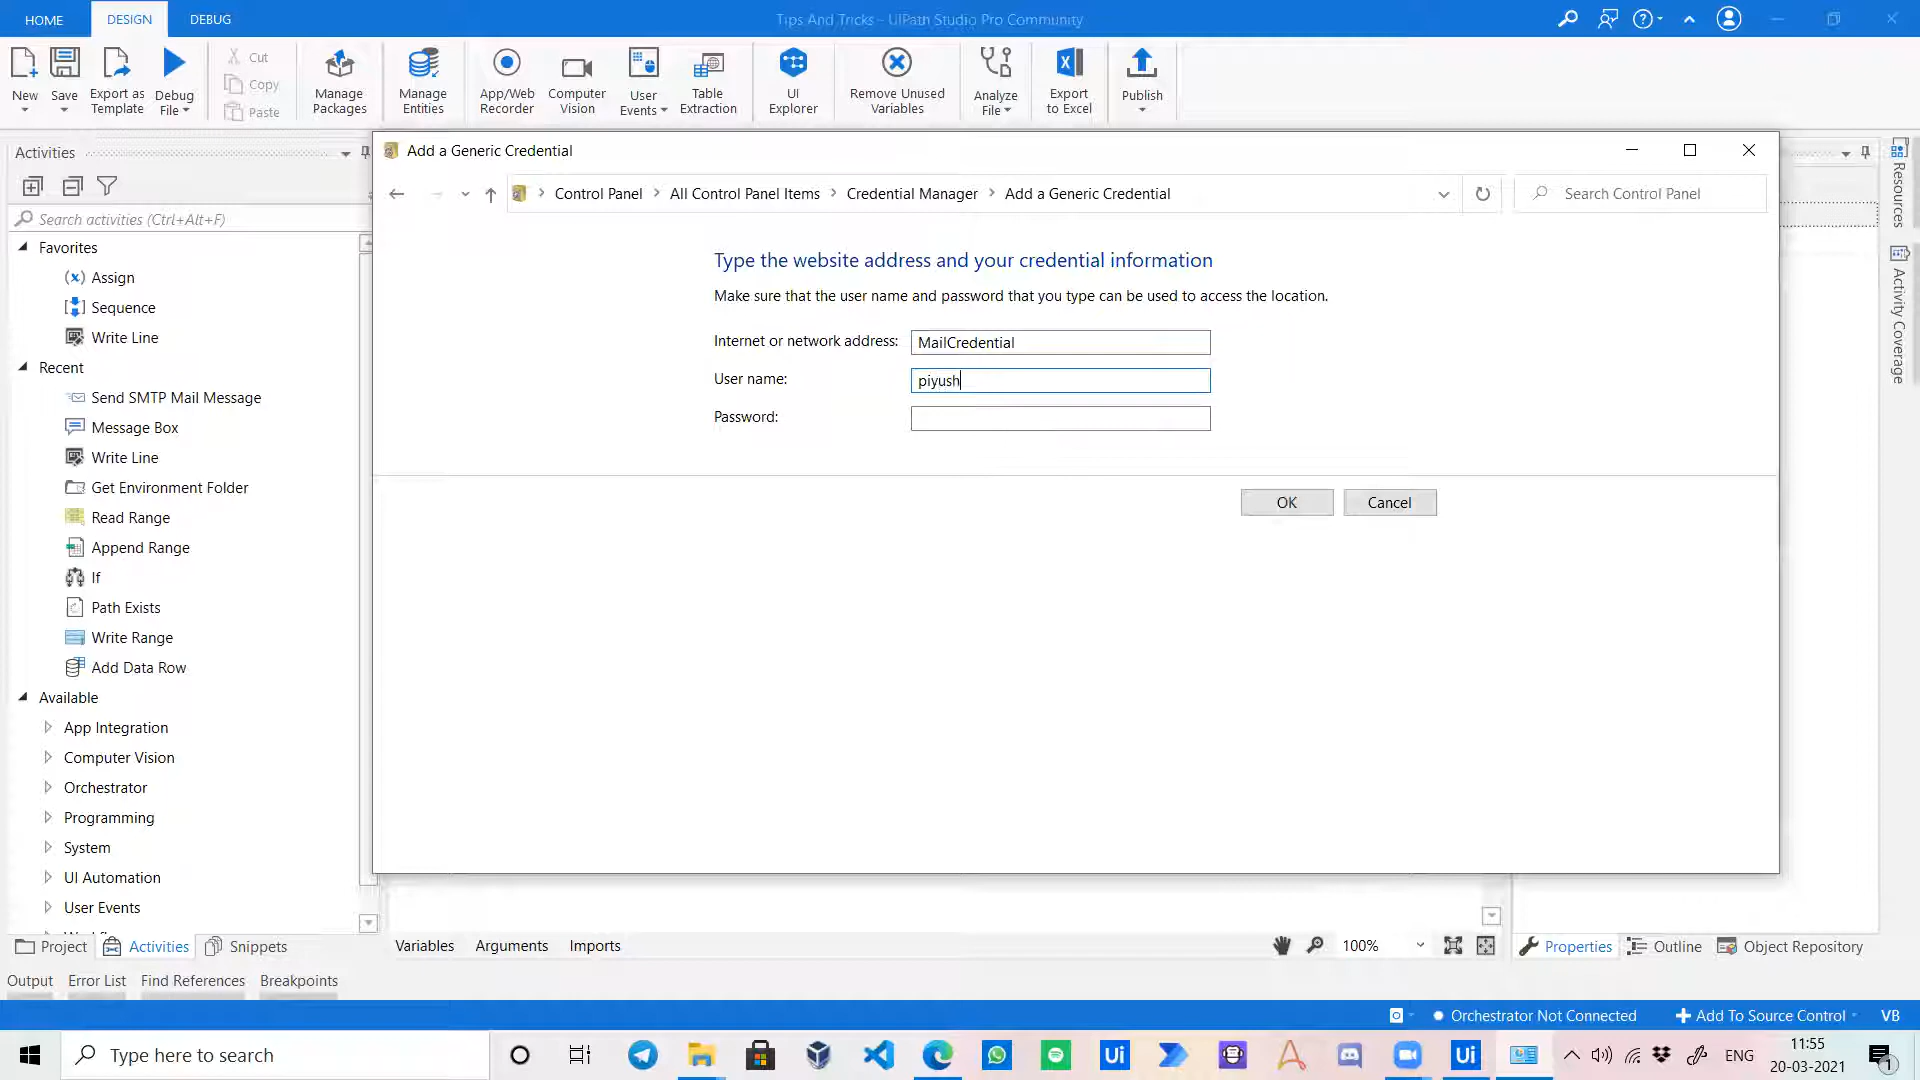 HOME
DESIGN
DEBUG
Tips And Tricks - UiPath Studio Pro Community
New
Save
Export as Template
Debug File
Cut
Copy
Paste
Manage Packages
Manage Entities
App/Web Recorder
Computer Vision
User Events
Table Extraction
UI Explorer
Remove Unused Variables
Analyze File
Export to Excel
Publish
Activities
Search activities (Ctrl+Alt+F)
Favorites
Assign
Sequence
Write Line
Recent
Send SMTP Mail Message
Message Box
Write Line
Get Environment Folder
Read Range
Append Range
If
Path Exists
Write Range
Add Data Row
Available
App Integration
Computer Vision
Orchestrator
Programming
System
UI Automation
User Events
Add a Generic Credential
Control Panel > All Control Panel Items > Credential Manager > Add a Generic Credential
Search Control Panel
Type the website address and your credential information
Make sure that the user name and password that you type can be used to access the location.
Internet or network address: MailCredential
User name: piyush
Password:
OK
Cancel
Resources
Activity Coverage
Project
Activities
Snippets
Variables
Arguments
Imports
100%
Properties
Outline
Object Repository
Output
Error List
Find References
Breakpoints
Orchestrator Not Connected
Add To Source Control
VB
Type here to search
Ui
Ui
ENG
11:55
20-03-2021
1